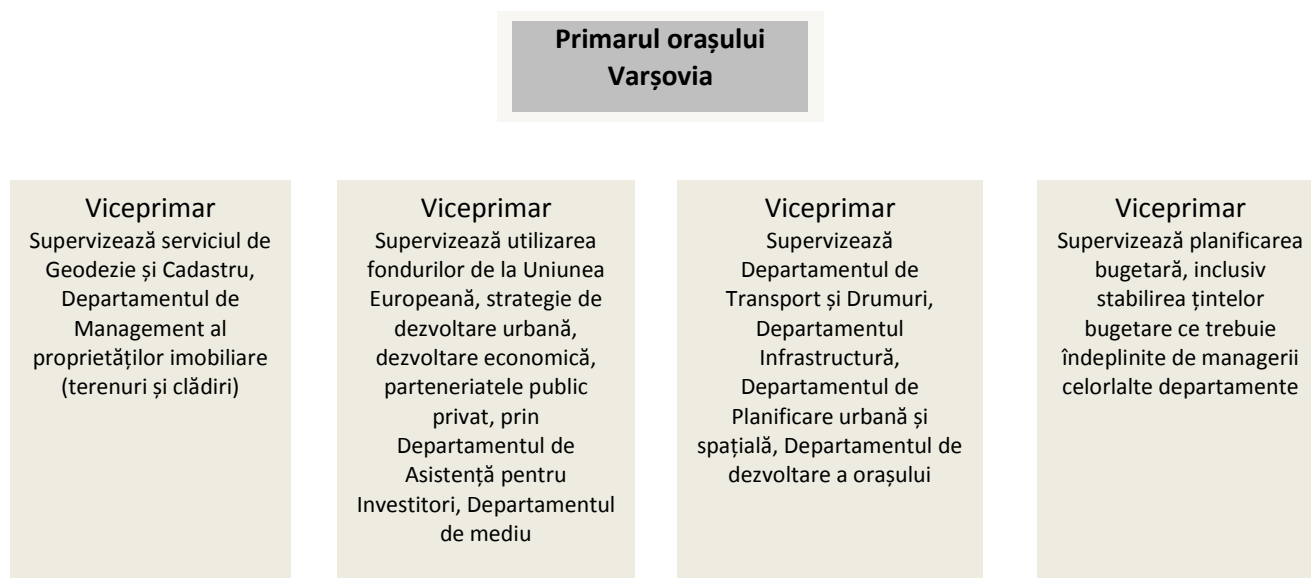 Primarul orașului
Varșovia
Viceprimar
Supervizează serviciul de
Geodezie și Cadastru,
Departamentul de
Management al
proprietăților imobiliare
(terenuri și clădiri)
Viceprimar
Supervizează utilizarea
fondurilor de la Uniunea
Europeană, strategie de
dezvoltare urbană,
dezvoltare economică,
parteneriatele public
privat, prin
Departamentul de
Asistență pentru
Investitori, Departamentul
de mediu
Viceprimar
Supervizează
Departamentul de
Transport și Drumuri,
Departamentul
Infrastructură,
Departamentul de
Planificare urbană și
spațială, Departamentul de
dezvoltare a orașului
Viceprimar
Supervizează planificarea
bugetară, inclusiv
stabilirea țintelor
bugetare ce trebuie
îndeplinite de managerii
celorlalte departamente